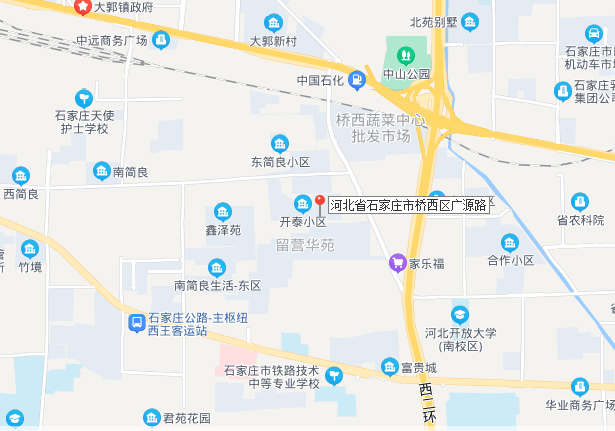 大郭镇政府
北苑别墅
中远商务广场
大郭新村
石家庄市
机动车市
中国石化
中山公园
石家庄
集团公
石家庄天使
护士学校
桥西蔬菜中心
批发市场
东简良小区
南简良
西简良
河北省石家庄市桥西区广源路
区
开泰小区
鑫泽苑
省农科院
留营华苑
竹境
所
合作小区
家乐福
南简良生活-东区
石家庄公路-主枢纽
西王客运站
河北开放大学
(南校区)
石家庄市铁路技术
中等专业学校
富贵城
西二环
君苑花园
华业商务广场